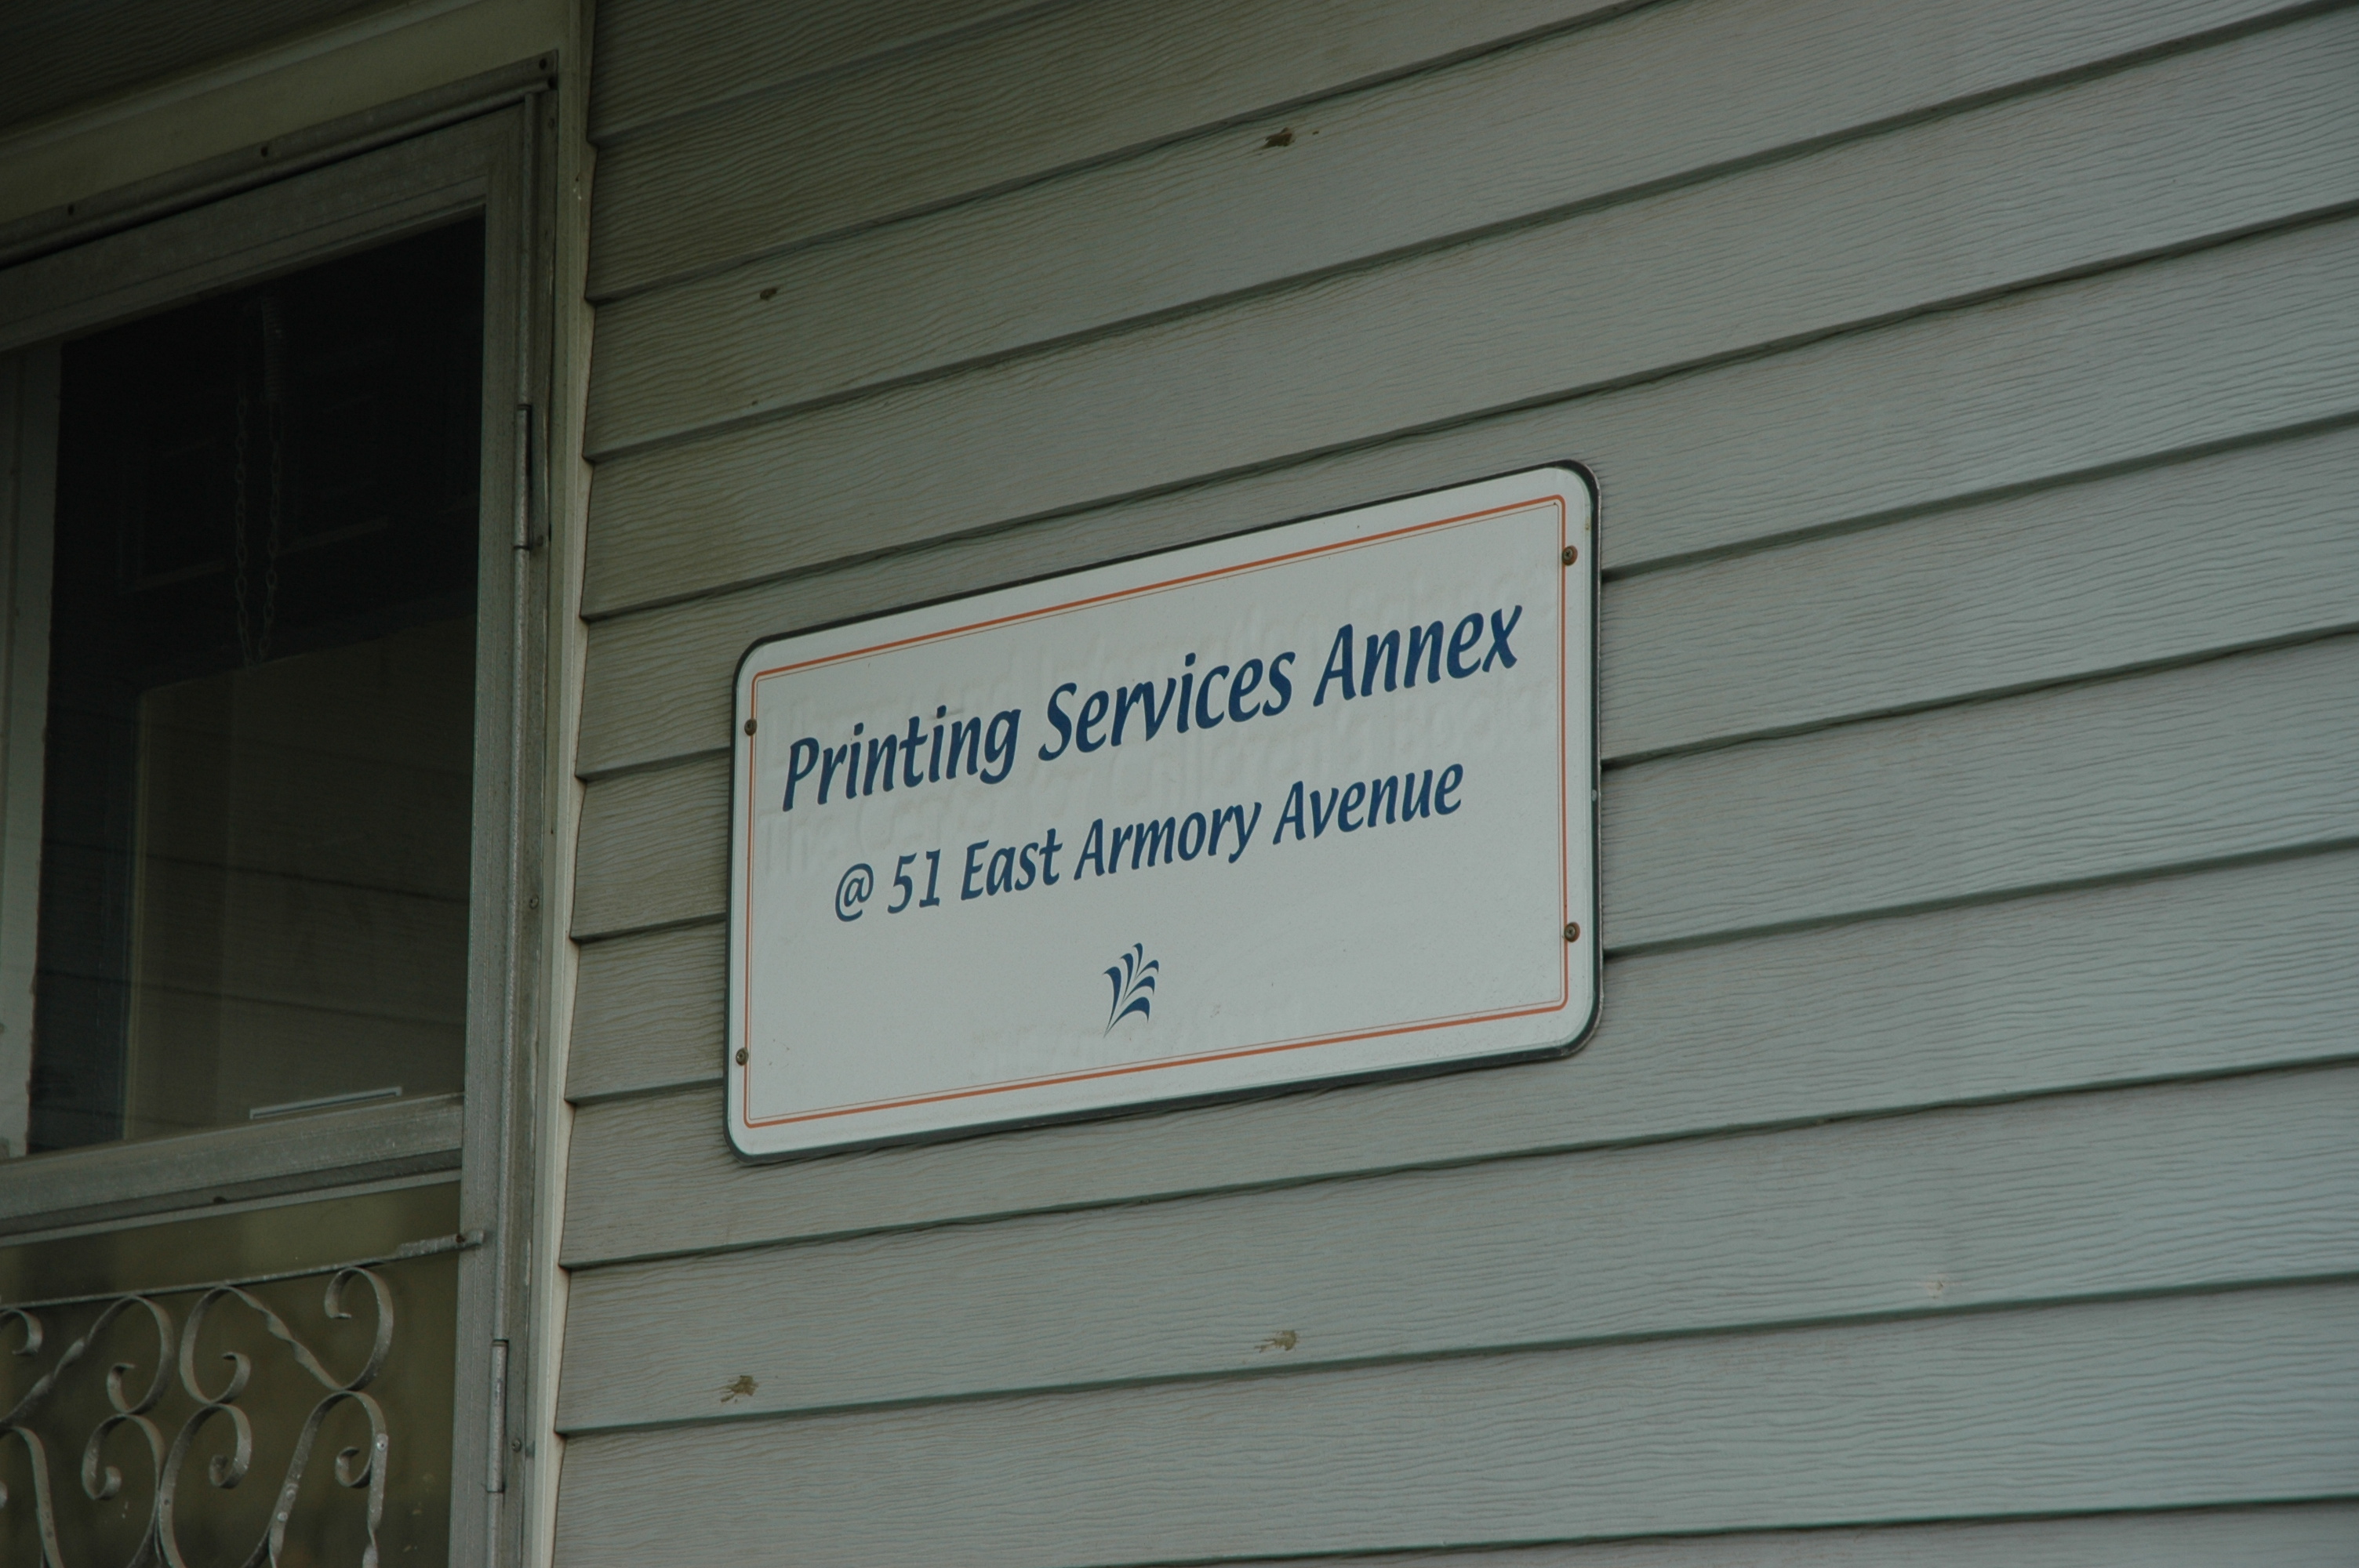 Printing Services Annex
@ 51 East Armory Avenue